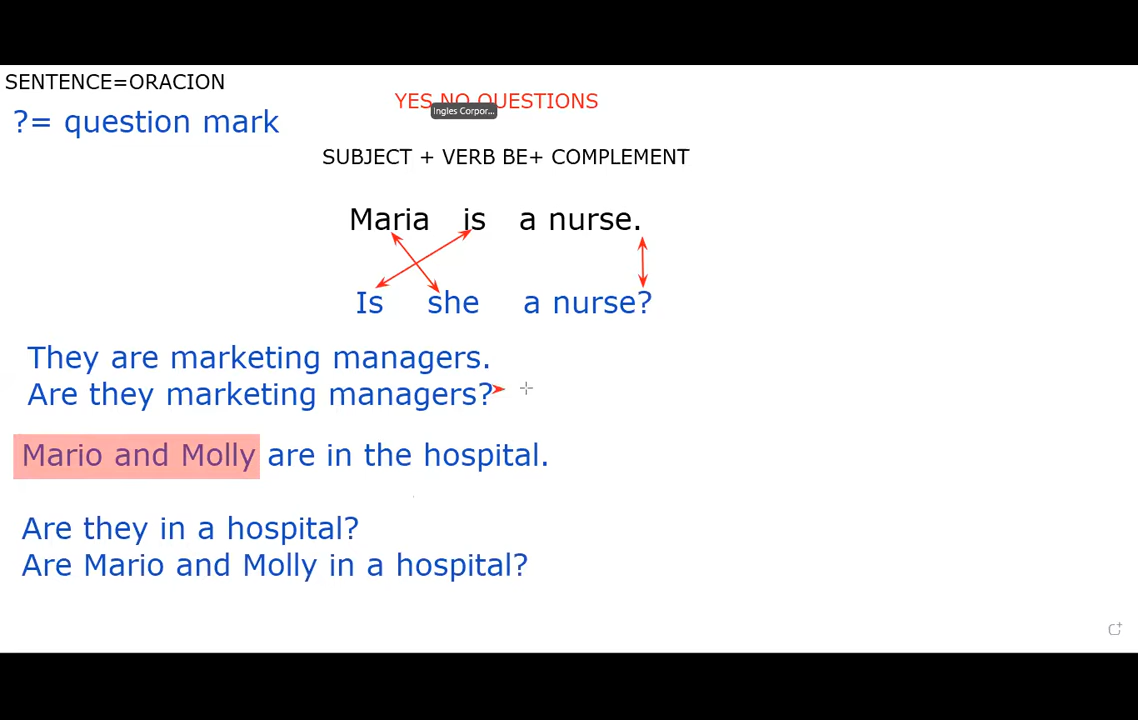 SENTENCE=ORACION
?= question mark
YES NO QUESTIONS
Ingles Corpor...
SUBJECT + VERB BE+ COMPLEMENT
Maria is a nurse.
Is she a nurse?
They are marketing managers.
Are they marketing managers?
Mario and Molly are in the hospital.
Are they in a hospital?
Are Mario and Molly in a hospital?